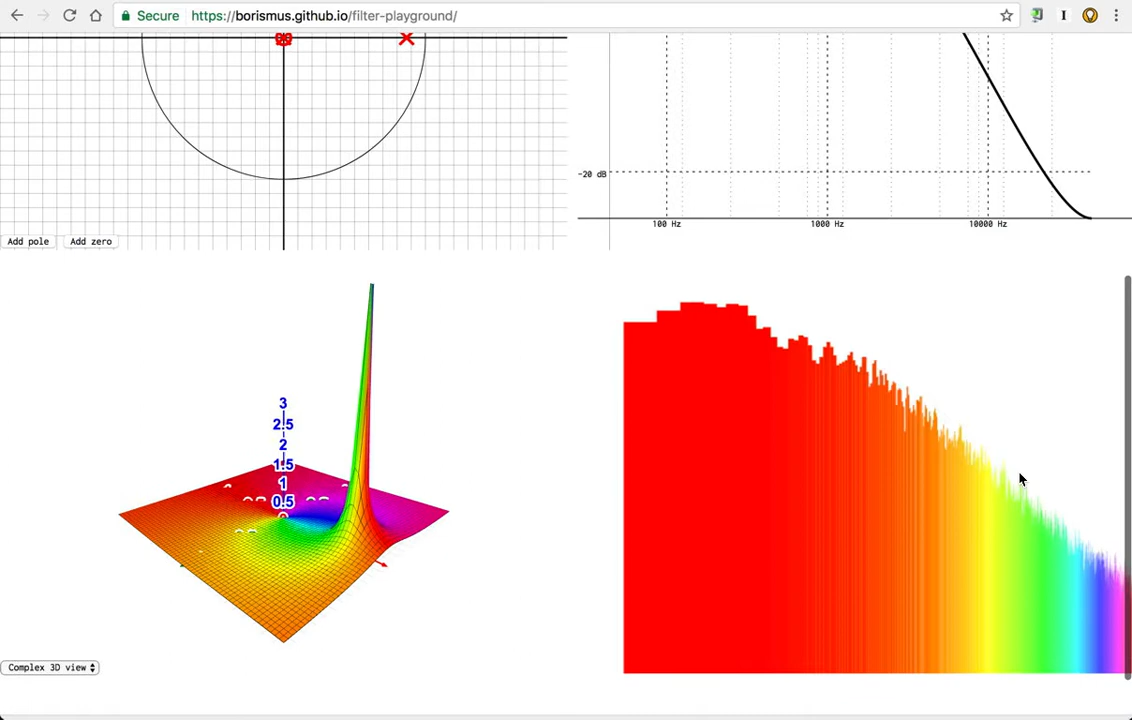 Secure https://borismus.github.io/filter-playground/
-20 dB
100 Hz 1000 Hz 10000 Hz
Add pole Add zero
3
2.5
2
1.5
1
0.5
Complex 3D view